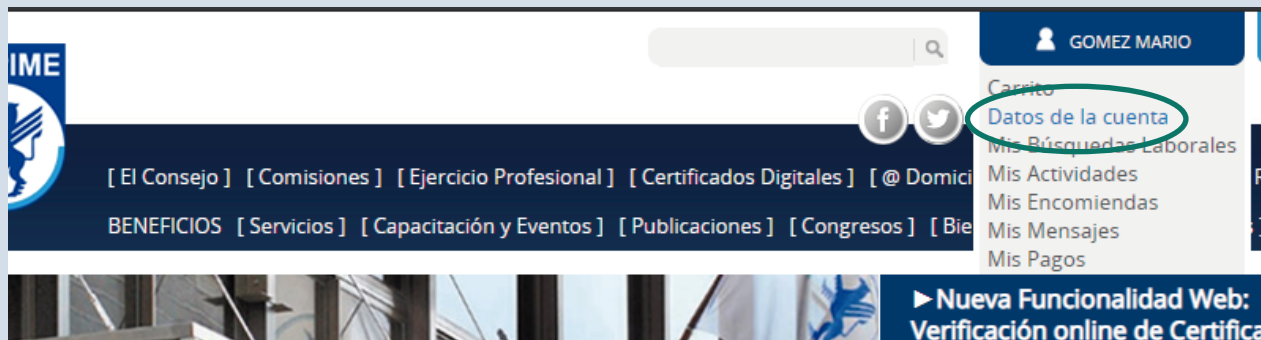 IME
GOMEZ MARIO
Carrito
Datos de la cuenta
Mis Búsquedas Laborales
Mis Actividades
Mis Encomiendas
Mis Mensajes
Mis Pagos
[ El Consejo ] [ Comisiones ] [ Ejercicio Profesional ] [ Certificados Digitales ] [ @ Domici
BENEFICIOS [ Servicios ] [ Capacitación y Eventos ] [ Publicaciones ] [ Congresos ] [ Bie
►Nueva Funcionalidad Web:
Verificación online de Certifica